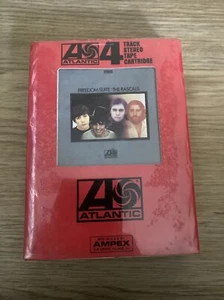 ATLANTIC
4
TRACK
STEREO
TAPE
CARTRIDGE
FREEDOM SUITE / THE RASCALS
ATLANTIC
AMPEX